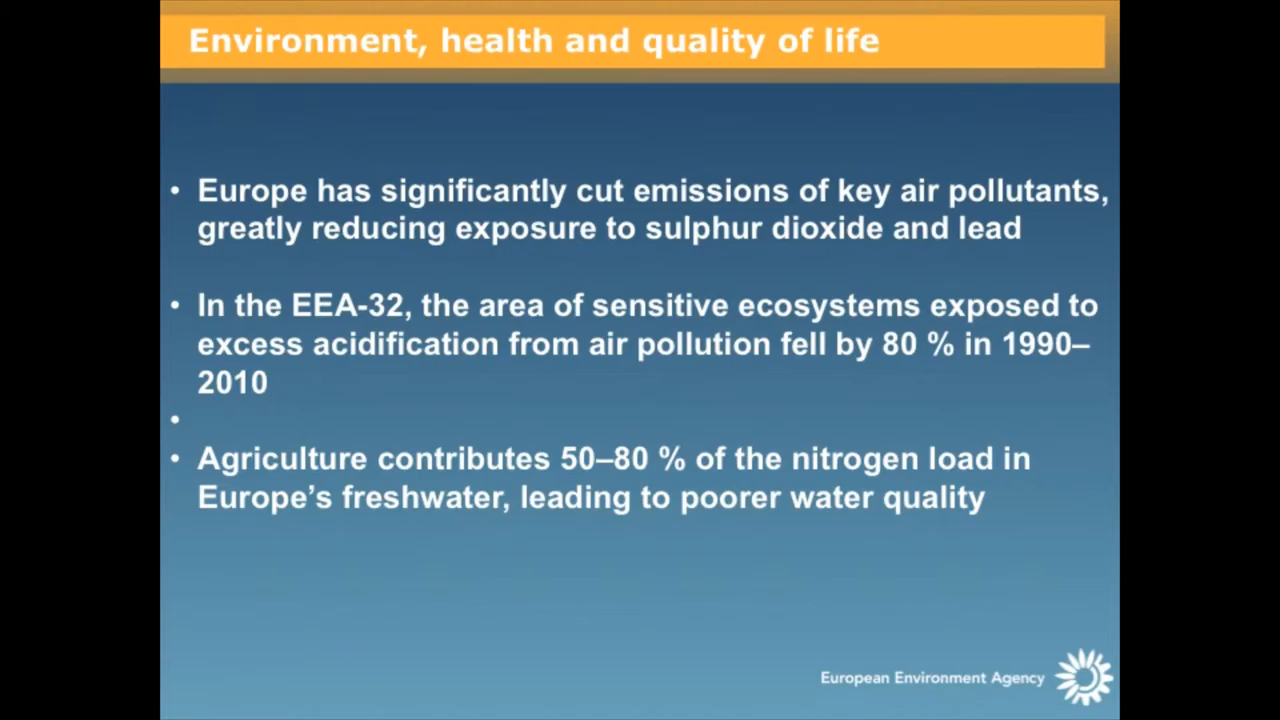 Environment, health and quality of life
• Europe has significantly cut emissions of key air pollutants,
greatly reducing exposure to sulphur dioxide and lead
• In the EEA-32, the area of sensitive ecosystems exposed to
excess acidification from air pollution fell by 80 % in 1990–
2010
•
• Agriculture contributes 50–80 % of the nitrogen load in
Europe’s freshwater, leading to poorer water quality
European Environment Agency